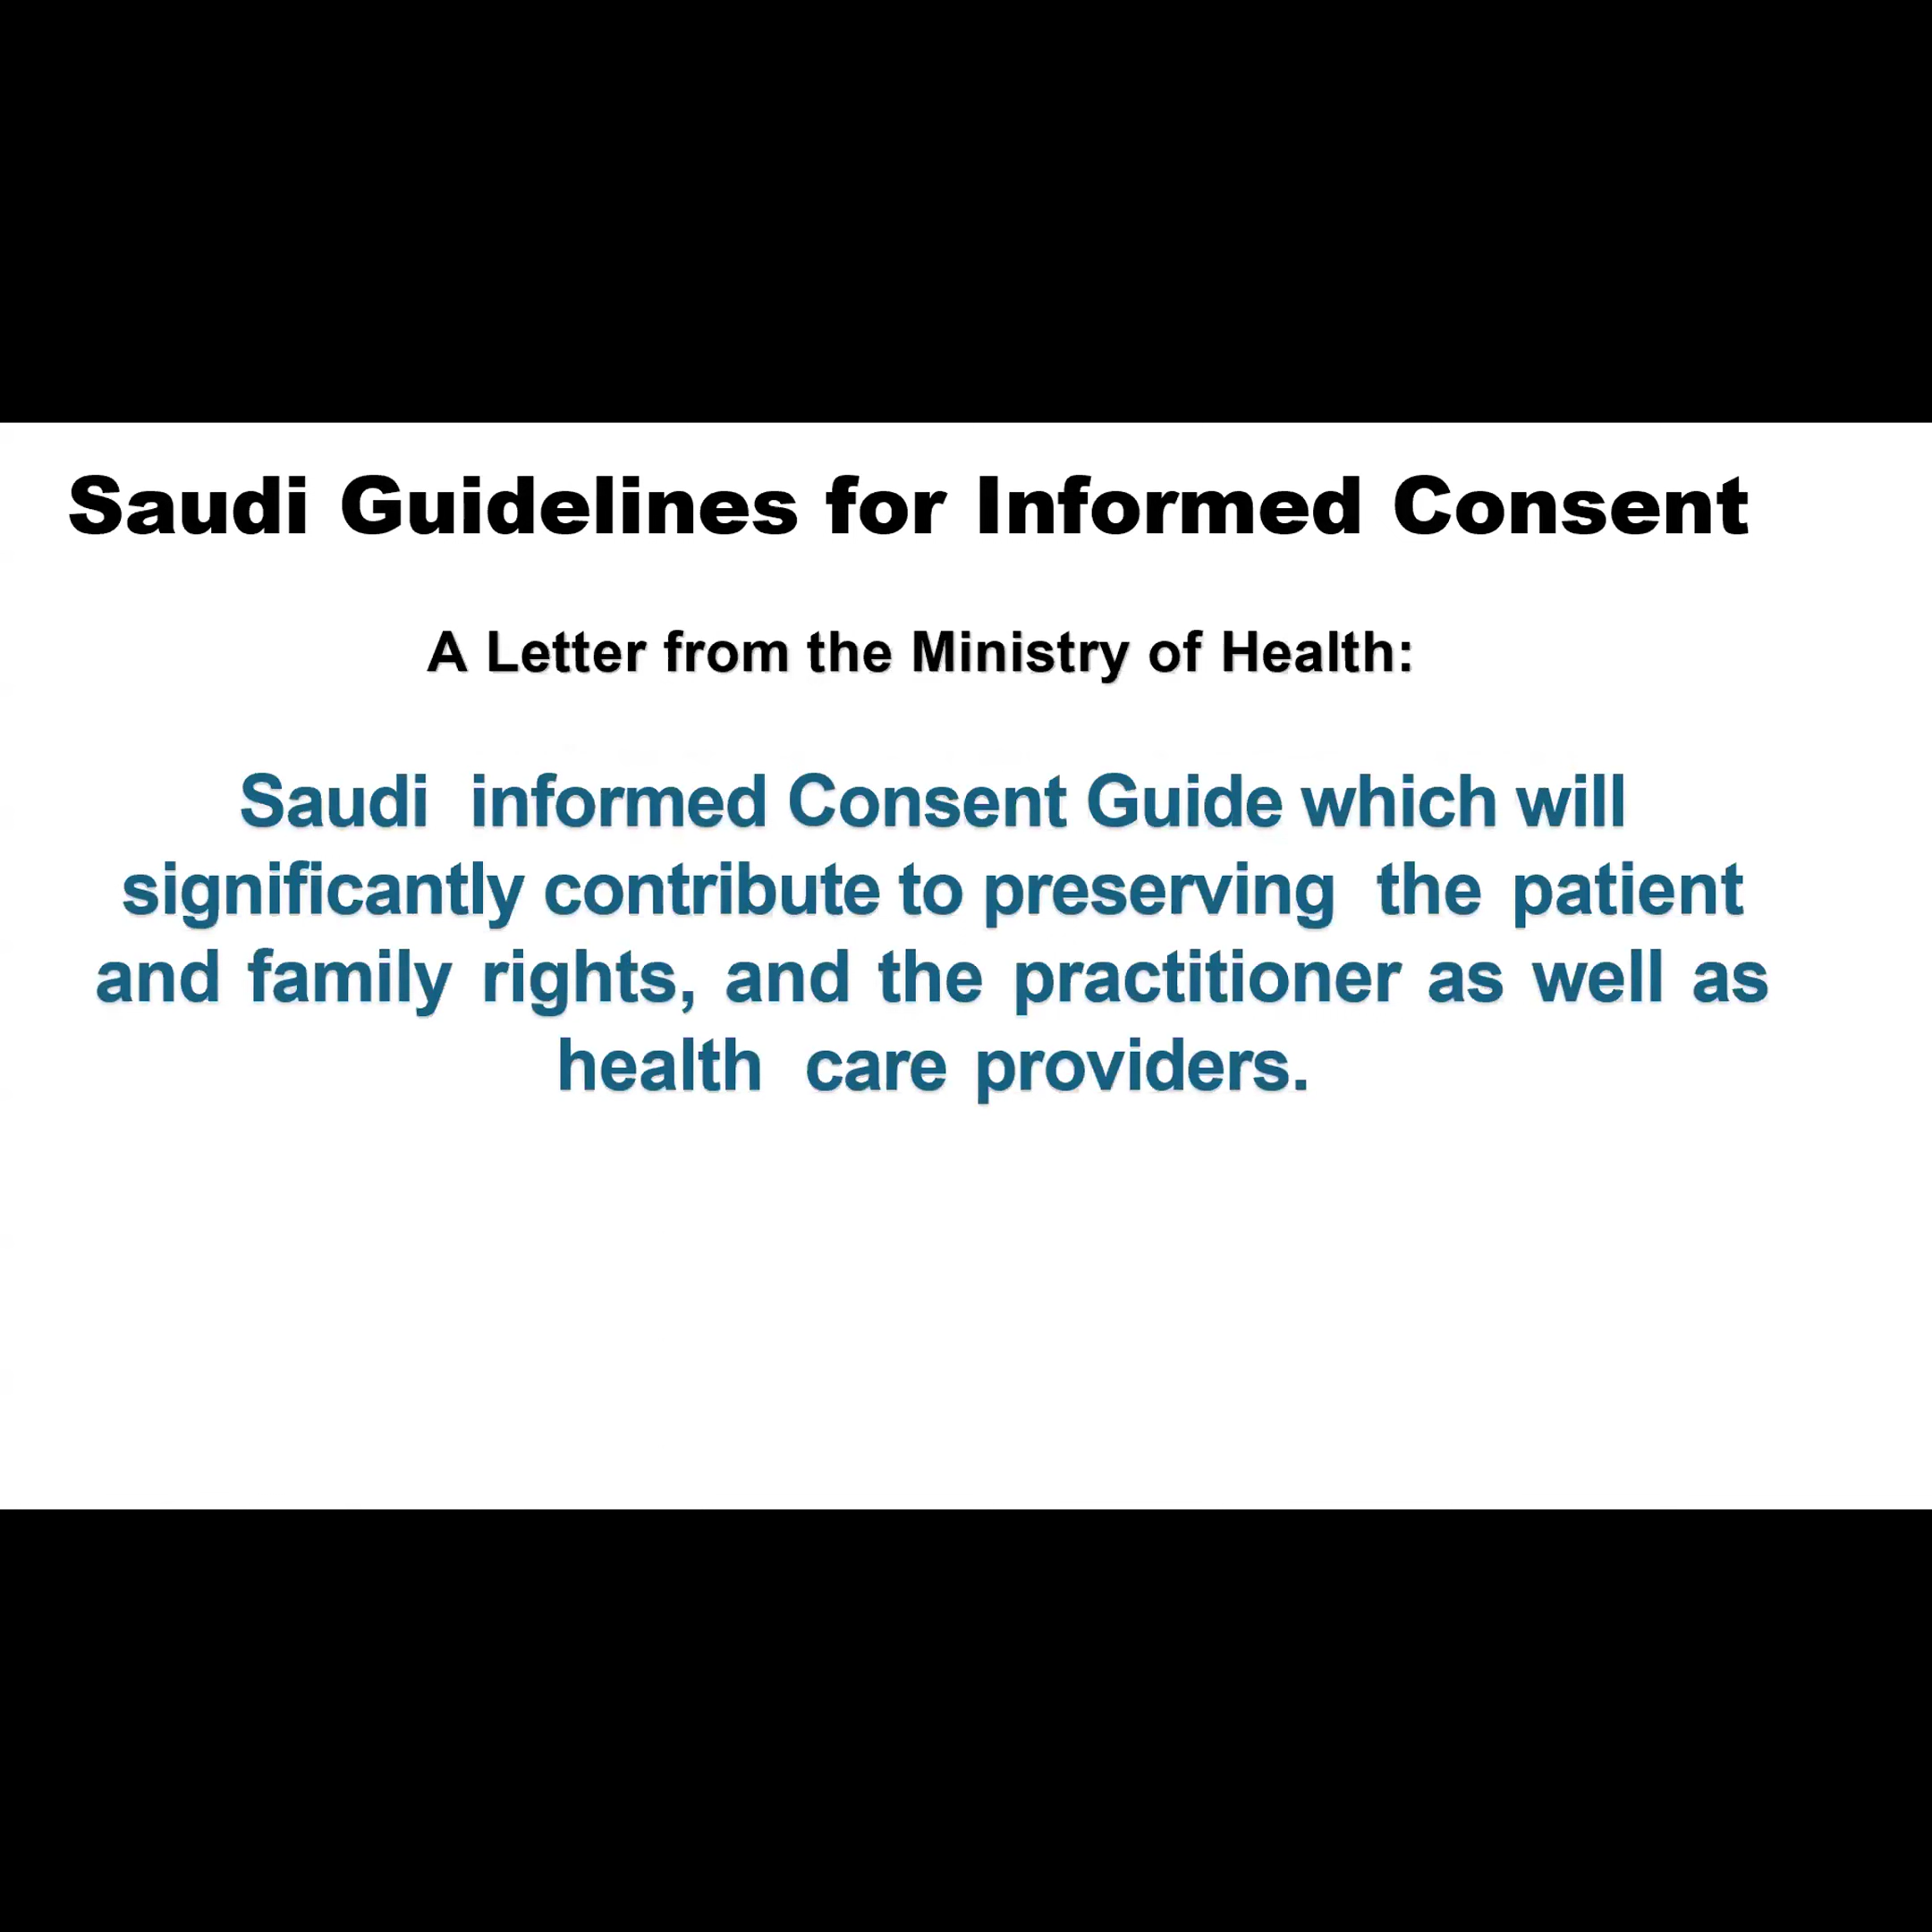 Saudi Guidelines for Informed Consent
A Letter from the Ministry of Health:
Saudi informed Consent Guide which will
significantly contribute to preserving the patient
and family rights, and the practitioner as well as
health care providers.